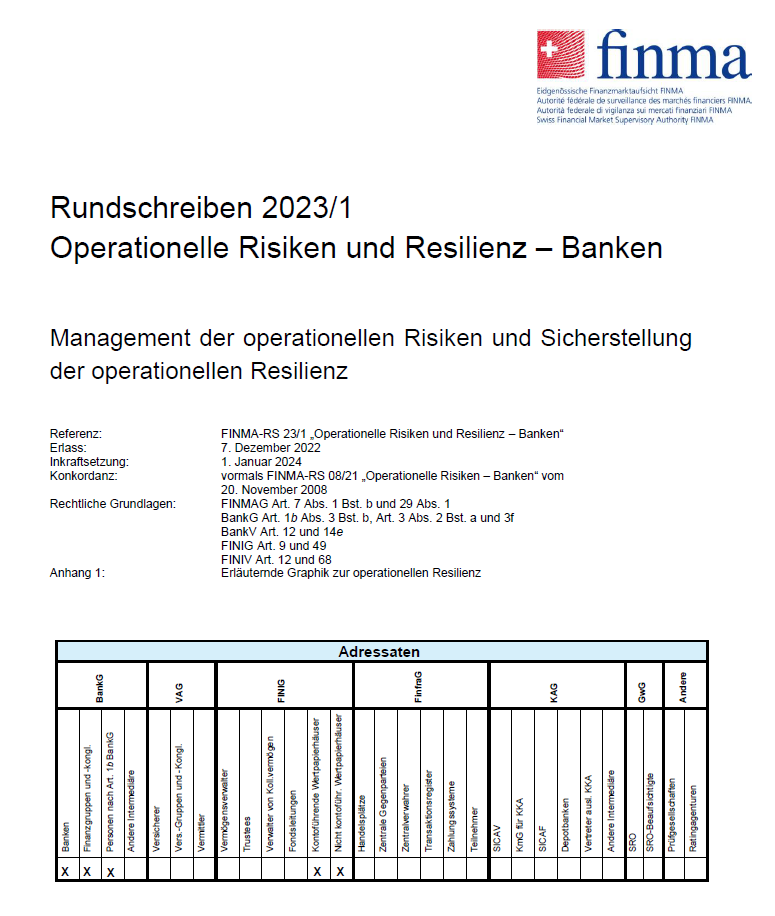 finma
Eidgenössische Finanzmarktaufsicht FINMA
Autorité fédérale de surveillance des marchés financiers FINMA
Autorità federale di vigilanza sui mercati finanziari FINMA
Swiss Financial Market Supervisory Authority FINMA
Rundschreiben 2023/1
Operationelle Risiken und Resilienz – Banken
Management der operationellen Risiken und Sicherstellung
der operationellen Resilienz
Referenz: FINMA-RS 23/1 „Operationelle Risiken und Resilienz – Banken“
Erlass: 7. Dezember 2022
Inkraftsetzung: 1. Januar 2024
Konkordanz: vormals FINMA-RS 08/21 „Operationelle Risiken – Banken“ vom
20. November 2008
Rechtliche Grundlagen: FINMAG Art. 7 Abs. 1 Bst. b und 29 Abs. 1
BankG Art. 1b Abs. 3 Bst. b, Art. 3 Abs. 2 Bst. a und 3f
BankV Art. 12 und 14e
FINIG Art. 9 und 49
FINIV Art. 12 und 68
Anhang 1: Erläuternde Graphik zur operationellen Resilienz
Adressaten
BankG
VAG
FINIG
FinfraG
KAG
GwG
Andere
Banken
Finanzgruppen und -kongl.
Personen nach Art. 1b BankG
Andere Intermediäre
Versicherer
Vers.-Gruppen und -Kongl.
Vermittler
Vermögensverwalter
Trustees
Verwalter von Koll.vermögen
Fondsleitungen
Kontoführende Wertpapierhäuser
Nicht kontoführ. Wertpapierhäuser
Handelsplätze
Zentrale Gegenparteien
Zentralverwahrer
Transaktionsregister
Zahlungssysteme
Teilnehmer
SICAV
KmG für KKA
SICAF
Depotbanken
Vertreter ausl. KKA
Andere Intermediäre
SRO
SRO-Beaufsichtigte
Prüfgesellschaften
Ratingagenturen
X X X X X